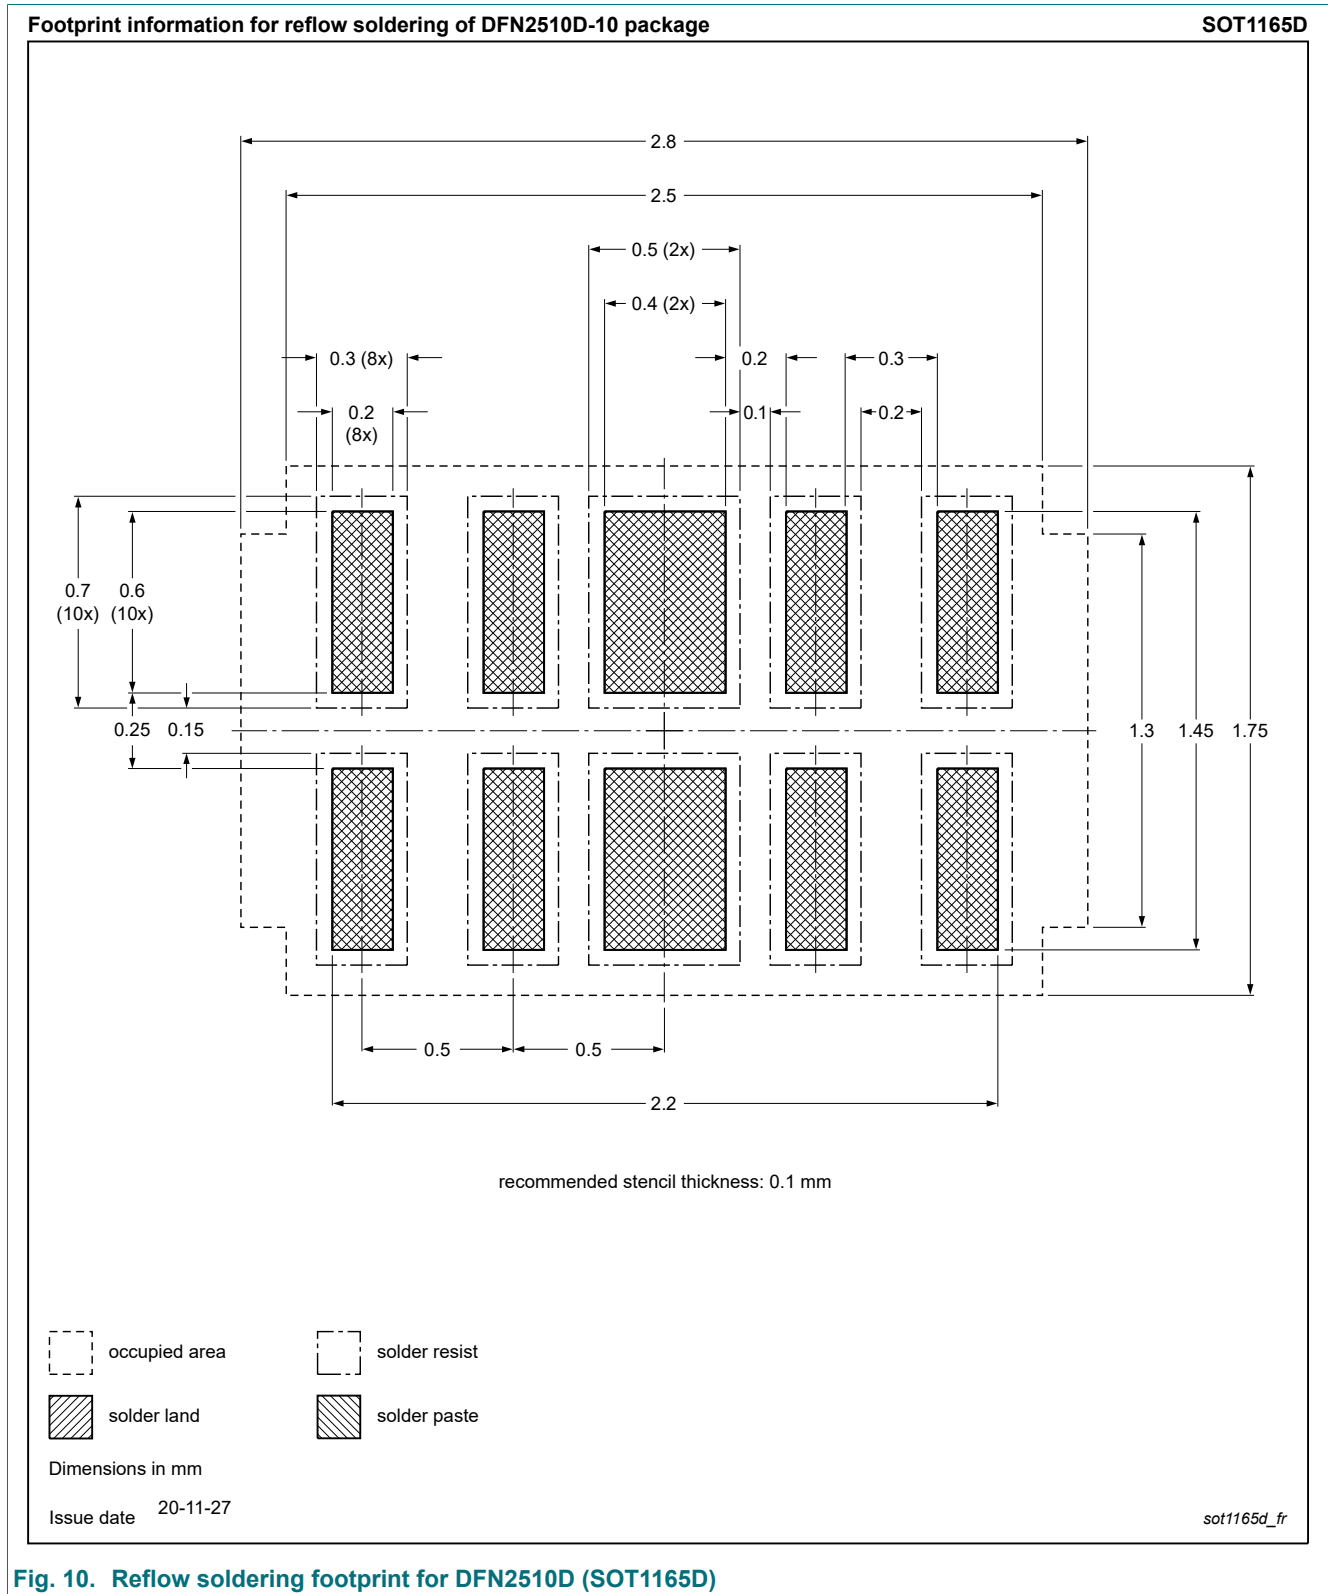 Footprint information for reflow soldering of DFN2510D-10 package SOT1165D
2.8
2.5
0.5 (2x)
0.4 (2x)
0.3 (8x) 0.2 0.3
0.2 0.1 0.2
(8x)
0.7 0.6
(10x) (10x)
0.25 0.15 1.3 1.45 1.75
0.5 0.5
2.2
recommended stencil thickness: 0.1 mm
occupied area solder resist
solder land solder paste
Dimensions in mm
Issue date 20-11-27 sot1165d_fr
Fig. 10. Reflow soldering footprint for DFN2510D (SOT1165D)